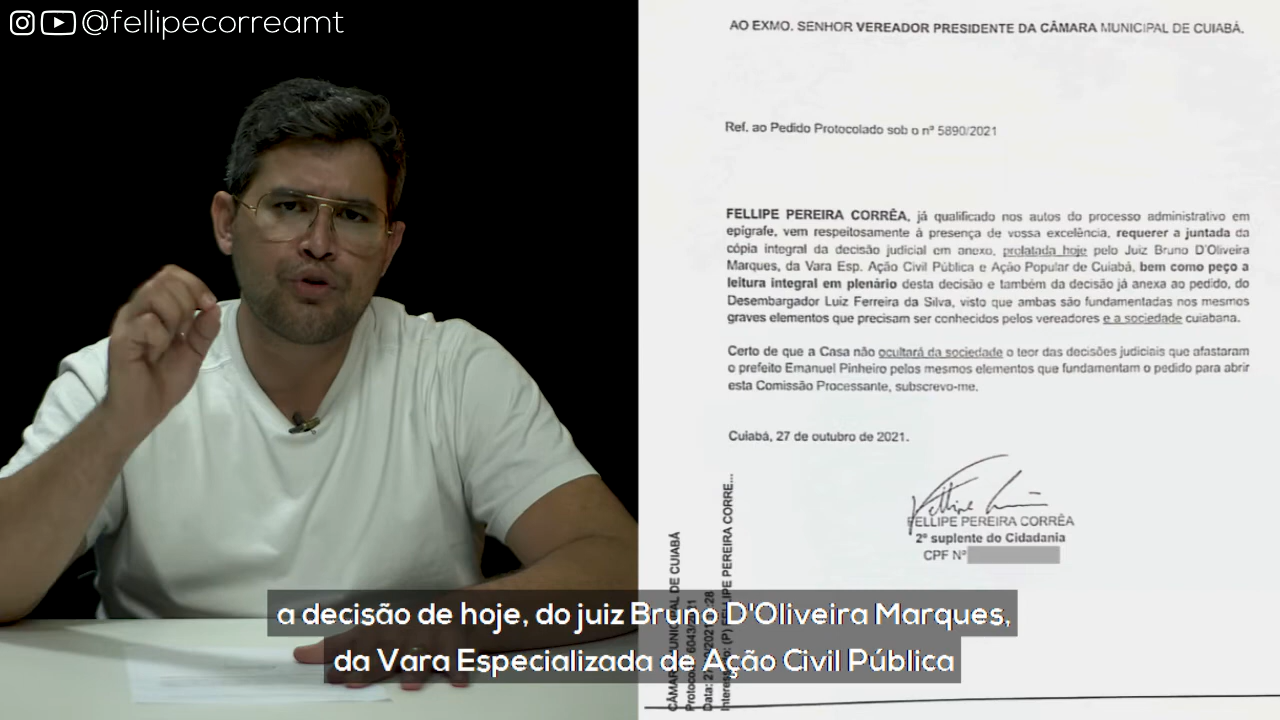 @fellipecorreamt
AO EXMO. SENHOR VEREADOR PRESIDENTE DA CÂMARA MUNICIPAL DE CUIABÁ.
Ref. ao Pedido Protocolado sob o nº 5890/2021
FELLIPE PEREIRA CORRÊA, já qualificado nos autos do processo administrativo em
epígrafe, vem respeitosamente à presença de vossa excelência, requerer a juntada da
cópia integral da decisão judicial em anexo, prolatada hoje pelo Juiz Bruno D'Oliveira
Marques, da Vara Esp. Ação Civil Pública e Ação Popular de Cuiabá, bem como peço a
leitura integral em plenário desta decisão e também da decisão já anexa ao pedido, do
Desembargador Luiz Ferreira da Silva, visto que ambas são fundamentadas nos mesmos
graves elementos que precisam ser conhecidos pelos vereadores e a sociedade cuiabana.
Certo de que a Casa não ocultará da sociedade o teor das decisões judiciais que afastaram
o prefeito Emanuel Pinheiro pelos mesmos elementos que fundamentam o pedido para abrir
esta Comissão Processante, subscrevo-me.
Cuiabá, 27 de outubro de 2021.
FELLIPE PEREIRA CORRÊA
2º suplente do Cidadania
CPF Nº
a decisão de hoje, do juiz Bruno D'Oliveira Marques,
da Vara Especializada de Ação Civil Pública